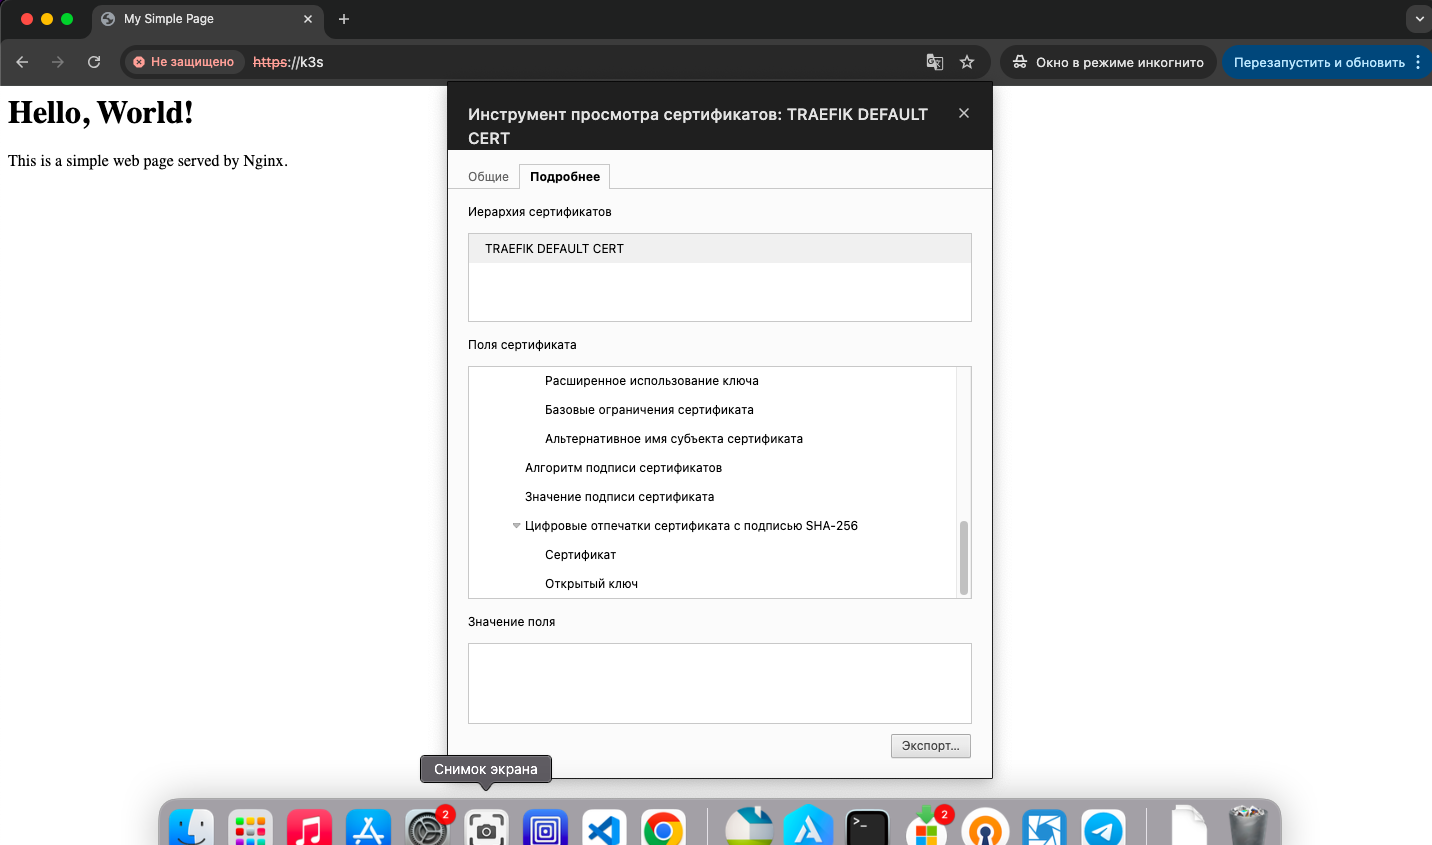 My Simple Page
Не защищено
https://k3s
Окно в режиме инкогнито
Перезапустить и обновить
Hello, World!
This is a simple web page served by Nginx.
Инструмент просмотра сертификатов: TRAEFIK DEFAULT
CERT
Общие
Подробнее
Иерархия сертификатов
TRAEFIK DEFAULT CERT
Поля сертификата
Расширенное использование ключа
Базовые ограничения сертификата
Альтернативное имя субъекта сертификата
Алгоритм подписи сертификатов
Значение подписи сертификата
Цифровые отпечатки сертификата с подписью SHA-256
Сертификат
Открытый ключ
Значение поля
Экспорт...
Снимок экрана
2
>_
2